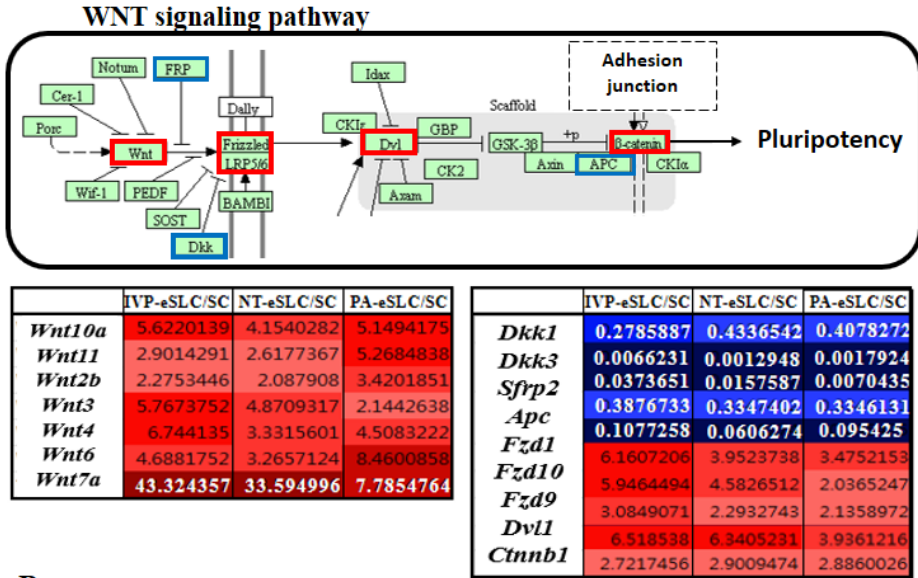 WNT signaling pathway
Notum
FRP
Cer-1
Porc
Wnt
Wif-1
PEDF
SOST
Dkk
Dally
Frizzled
LRP5/6
BAMBI
Idax
CKIε
Dvl
GBP
CK2
Axam
Scaffold
GSK-3β
+p
Axin
APC
β-catenin
CKIα
Adhesion
junction
Pluripotency
IVP-eSLC/SC NT-eSLC/SC PA-eSLC/SC
Wnt10a 5.6220139 4.1540282 5.1494175
Wnt11 2.9014291 2.6177367 5.2684838
Wnt2b 2.2753446 2.087908 3.4201851
Wnt3 5.7673752 4.8709317 2.1442638
Wnt4 6.744135 3.3315601 4.5083222
Wnt6 4.6881752 3.2657124 8.4600858
Wnt7a 43.324357 33.594996 7.7854764
IVP-eSLC/SC NT-eSLC/SC PA-eSLC/SC
Dkk1
Dkk3
Sfrp2
Apc
Fzd1
Fzd10
Fzd9
Dvl1
Ctnnb1
0.2785887 0.4336542 0.4078272
0.0066231 0.0012948 0.0017924
0.0373651 0.0157587 0.0070435
0.3876733 0.3347402 0.3346131
0.1077258 0.0606274 0.095425
6.1607206 3.9523738 3.4752153
5.9464494 4.5826512 2.0365247
3.0849071 2.2932743 2.1358972
6.518538 6.3405231 3.9361216
2.7217456 2.9009474 2.8860026